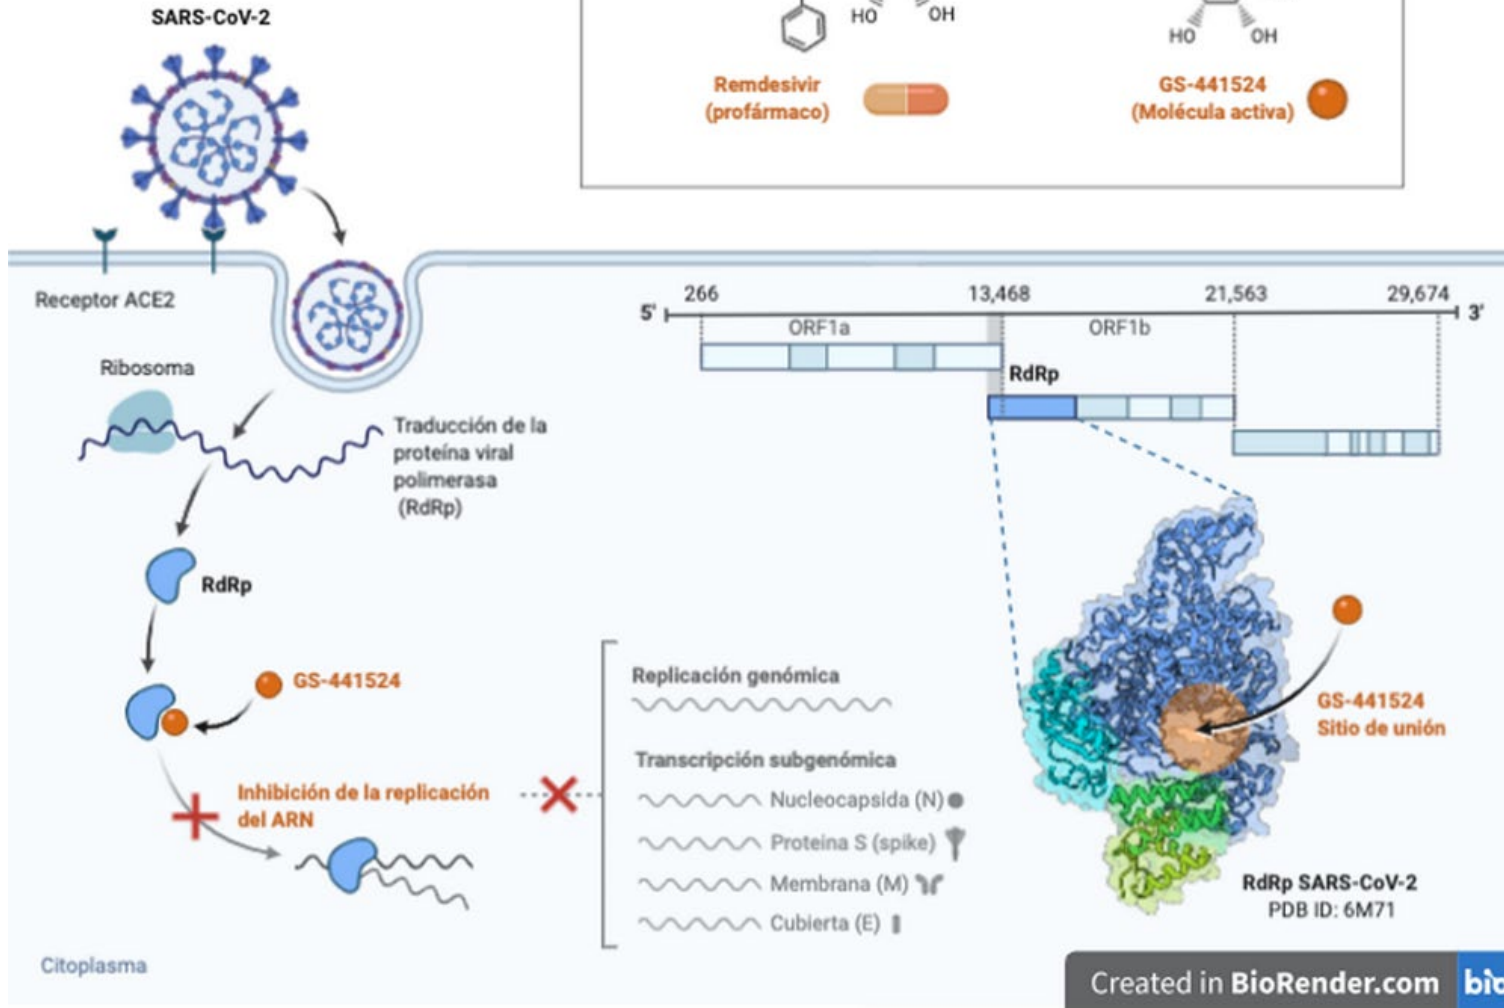 SARS-CoV-2
HO
OH
HO
OH
Remdesivir
(profármaco)
GS-441524
(Molécula activa)
Receptor ACE2
266
13,468
21,563
29,674
5'
3'
ORF1a
ORF1b
RdRp
Ribosoma
Traducción de la
proteína viral
polimerasa
(RdRp)
RdRp
GS-441524
Inhibición de la replicación
del ARN
Replicación genómica
Transcripción subgenómica
Nucleocapsida (N)
Proteina S (spike)
Membrana (M)
Cubierta (E)
GS-441524
Sitio de unión
RdRp SARS-CoV-2
PDB ID: 6M71
Citoplasma
Created in BioRender.com